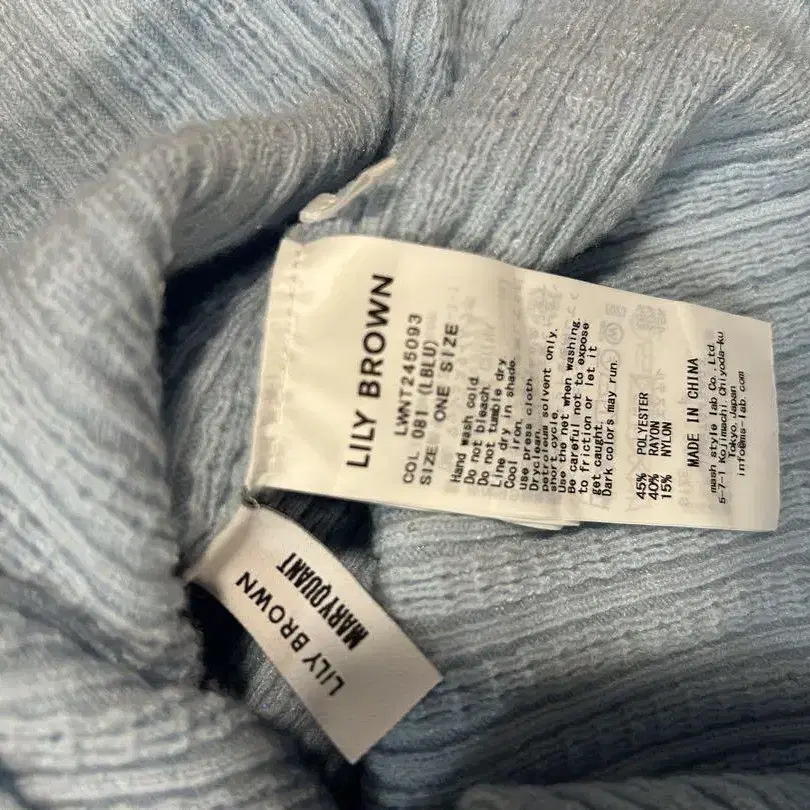 LILY BROWN
LWNT245093
COL 081 (LBLU)
SIZE ONE SIZE
Hand wash cold.
Do not bleach.
Do not tumble dry.
Line dry in shade.
Cool iron.
use press cloth.
Dryclean.
petroleum solvent only.
short cycle.
Use the net when washing.
Be careful not to expose
to friction or let it
get caught.
Dark colors may run.
45% POLYESTER
40% RAYON
15% NYLON
MADE IN CHINA
mash style lab Co.,Ltd.
5-7-1 Kojimachi, Chiyoda-ku
Tokyo, Japan
info@ms-lab.com
LILY BROWN
MARY QUANT